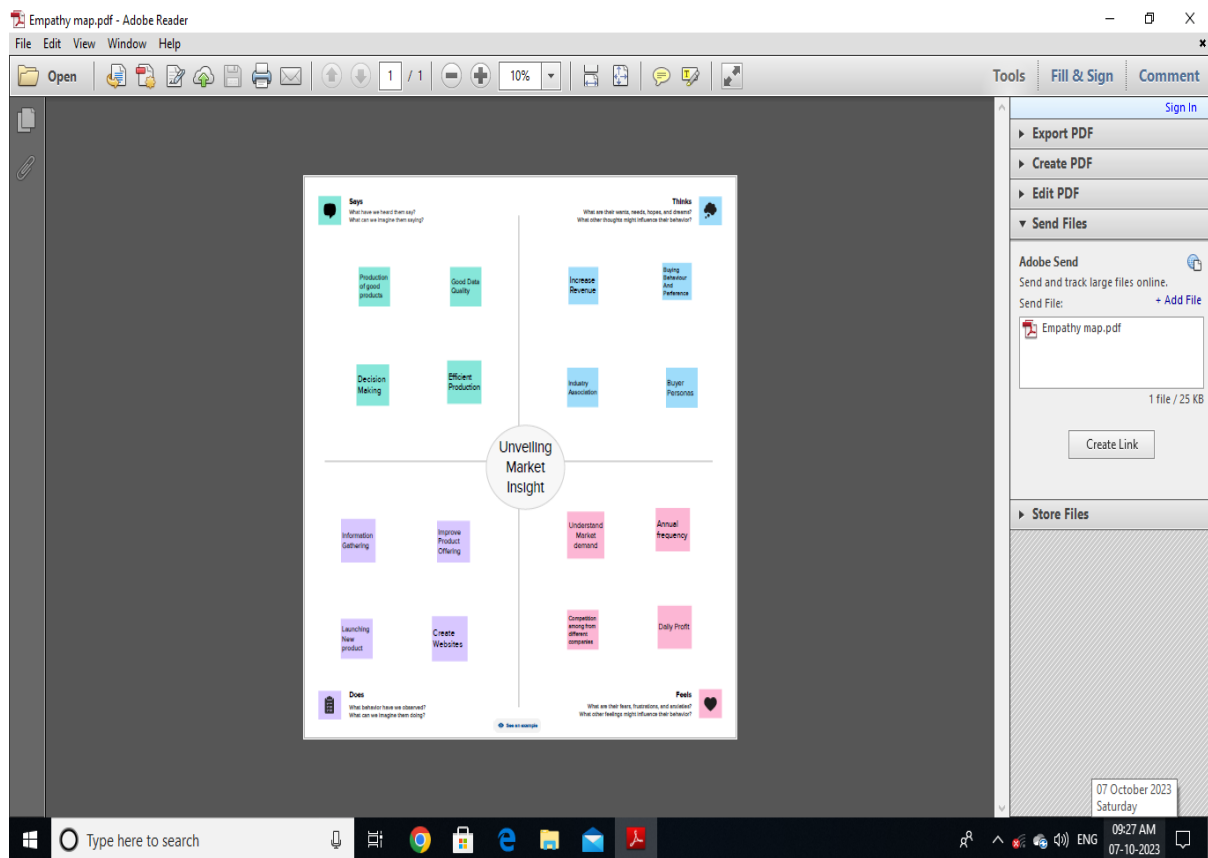 Empathy map.pdf - Adobe Reader
File Edit View Window Help
Open 1 / 1 10% Tools Fill & Sign Comment
Sign In
Export PDF
Create PDF
Edit PDF
Send Files
Adobe Send
Send and track large files online.
Send File: + Add File
Empathy map.pdf
1 file / 25 KB
Create Link
Store Files
Says
What have we heard them say?
What can we imagine them saying?
Thinks
What are their wants, needs, hopes, and dreams?
What other thoughts might influence their behavior?
Production
of good
products
Good Data
Quality
Increase
Revenue
Buying
Behaviour
And
Perference
Decision
Making
Efficient
Production
Industry
Association
Buyer
Personas
Unveiling
Market
Insight
Information
Gathering
Improve
Product
Offering
Understand
Market
demand
Annual
frequency
Launching
New
product
Create
Websites
Competition
among from
different
companies
Daily Profit
Does
What behavior have we observed?
What can we imagine them doing?
Feels
What are their fears, frustrations, and anxieties?
What other feelings might influence their behavior?
See an example
07 October 2023
Saturday
Type here to search
ENG
09:27 AM
07-10-2023